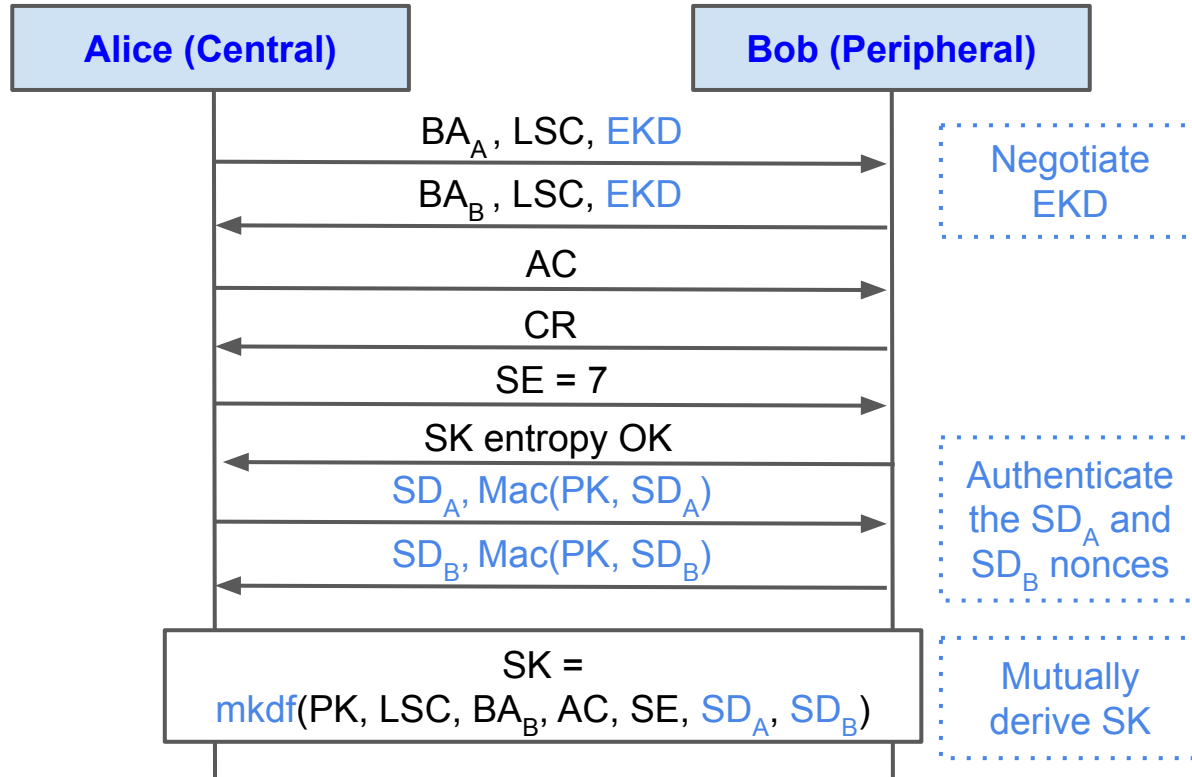 Alice (Central)
Bob (Peripheral)
BA_A, LSC, EKD
Negotiate
EKD
BA_B, LSC, EKD
AC
CR
SE = 7
SK entropy OK
SD_A, Mac(PK, SD_A)
SD_B, Mac(PK, SD_B)
Authenticate
the SD_A and
SD_B nonces
SK =
mkdf(PK, LSC, BA_B, AC, SE, SD_A, SD_B)
Mutually
derive SK